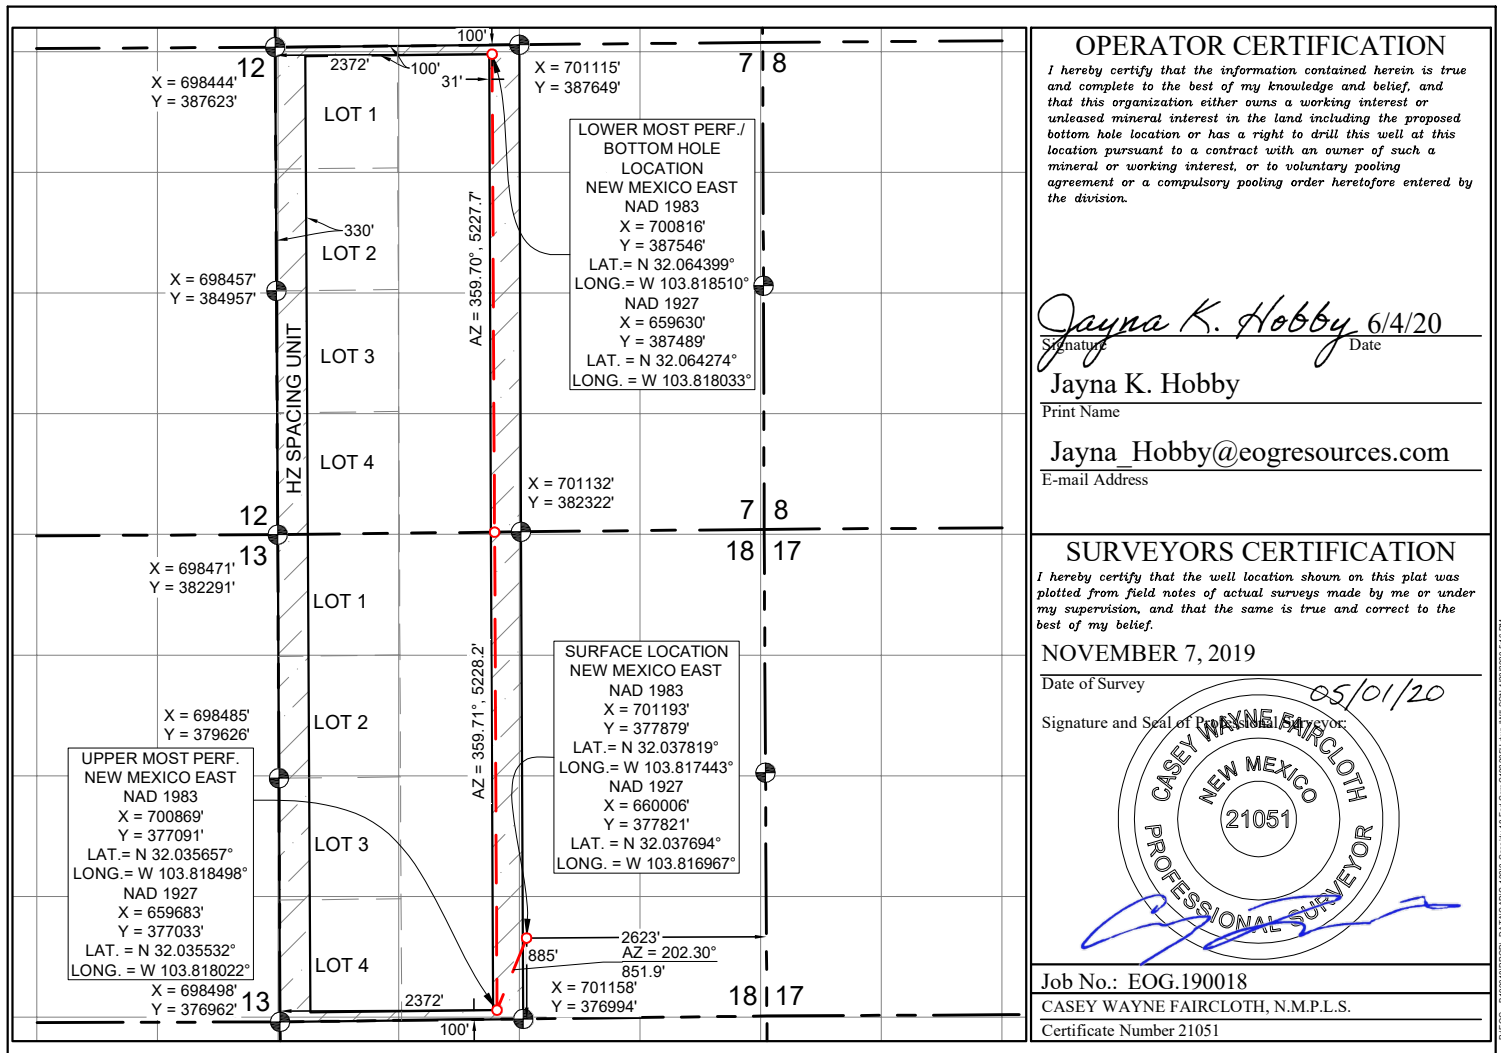 100'
12
2372'
100'
31'
X = 698444'
Y = 387623'
X = 701115'
Y = 387649'
7 8
LOT 1
LOWER MOST PERF./
BOTTOM HOLE
LOCATION
NEW MEXICO EAST
NAD 1983
X = 700816'
Y = 387546'
LAT.= N 32.064399°
LONG.= W 103.818510°
NAD 1927
X = 659630'
Y = 387489'
LAT. = N 32.064274°
LONG. = W 103.818033°
330'
LOT 2
AZ = 359.70°, 5227.7'
X = 698457'
Y = 384957'
HZ SPACING UNIT
LOT 3
LOT 4
X = 701132'
Y = 382322'
12
13
7 8
18 17
X = 698471'
Y = 382291'
LOT 1
AZ = 359.71°, 5228.2'
SURFACE LOCATION
NEW MEXICO EAST
NAD 1983
X = 701193'
Y = 377879'
LAT.= N 32.037819°
LONG.= W 103.817443°
NAD 1927
X = 660006'
Y = 377821'
LAT. = N 32.037694°
LONG. = W 103.816967°
X = 698485'
Y = 379626'
LOT 2
UPPER MOST PERF.
NEW MEXICO EAST
NAD 1983
X = 700869'
Y = 377091'
LAT.= N 32.035657°
LONG.= W 103.818498°
NAD 1927
X = 659683'
Y = 377033'
LAT. = N 32.035532°
LONG. = W 103.818022°
LOT 3
LOT 4
2623'
885'
AZ = 202.30°
851.9'
X = 698498'
Y = 376962'
13
2372'
100'
X = 701158'
Y = 376994'
18 17
OPERATOR CERTIFICATION
I hereby certify that the information contained herein is true
and complete to the best of my knowledge and belief, and
that this organization either owns a working interest or
unleased mineral interest in the land including the proposed
bottom hole location or has a right to drill this well at this
location pursuant to a contract with an owner of such a
mineral or working interest, or to voluntary pooling
agreement or a compulsory pooling order heretofore entered by
the division.
Jayna K. Hobby 6/4/20
Signature Date
Jayna K. Hobby
Print Name
Jayna_Hobby@eogresources.com
E-mail Address
SURVEYORS CERTIFICATION
I hereby certify that the well location shown on this plat was
plotted from field notes of actual surveys made by me or under
my supervision, and that the same is true and correct to the
best of my belief.
NOVEMBER 7, 2019
Date of Survey
05/01/20
Signature and Seal of Professional Surveyor:
CASEY WAYNE FAIRCLOTH
NEW MEXICO
21051
PROFESSIONAL SURVEYOR
Job No.: EOG.190018
CASEY WAYNE FAIRCLOTH, N.M.P.L.S.
Certificate Number 21051